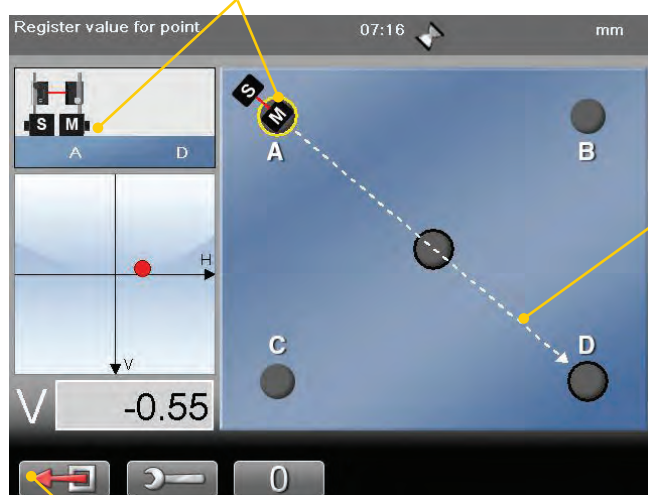 Register value for point
07:16
mm
S M
A D
S M
A
B
H
V
C
D
V -0.55
0